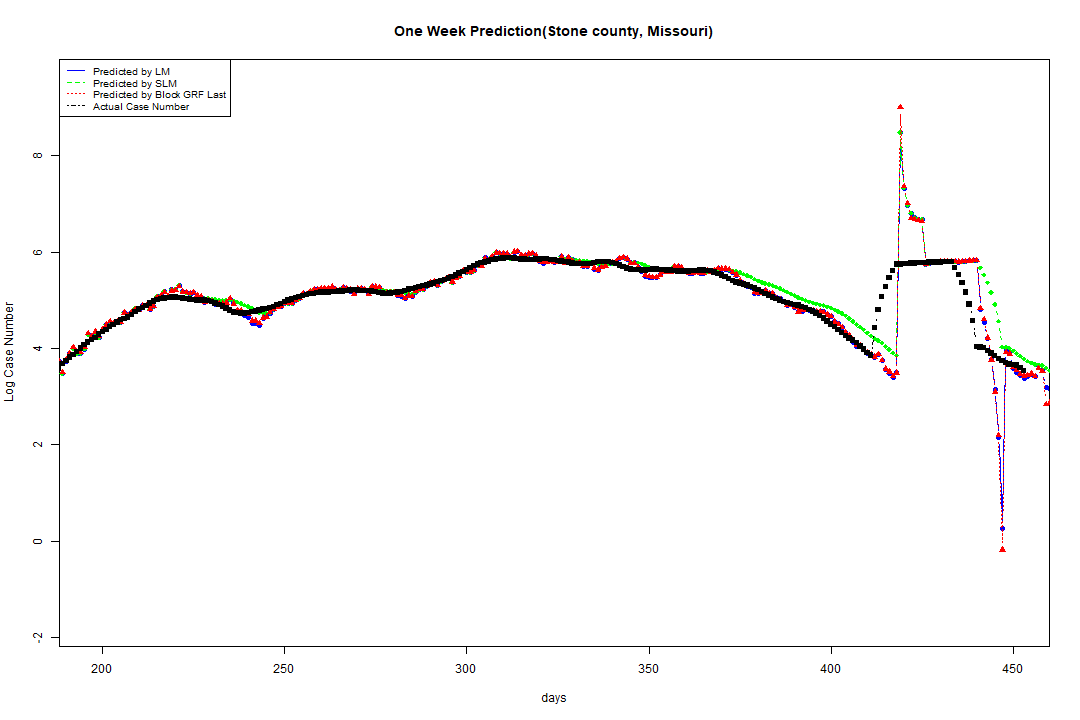 One Week Prediction(Stone county, Missouri)
Predicted by LM
Predicted by SLM
Predicted by Block GRF Last
Actual Case Number
Log Case Number
8
6
4
2
0
-2
200 250 300 350 400 450
days